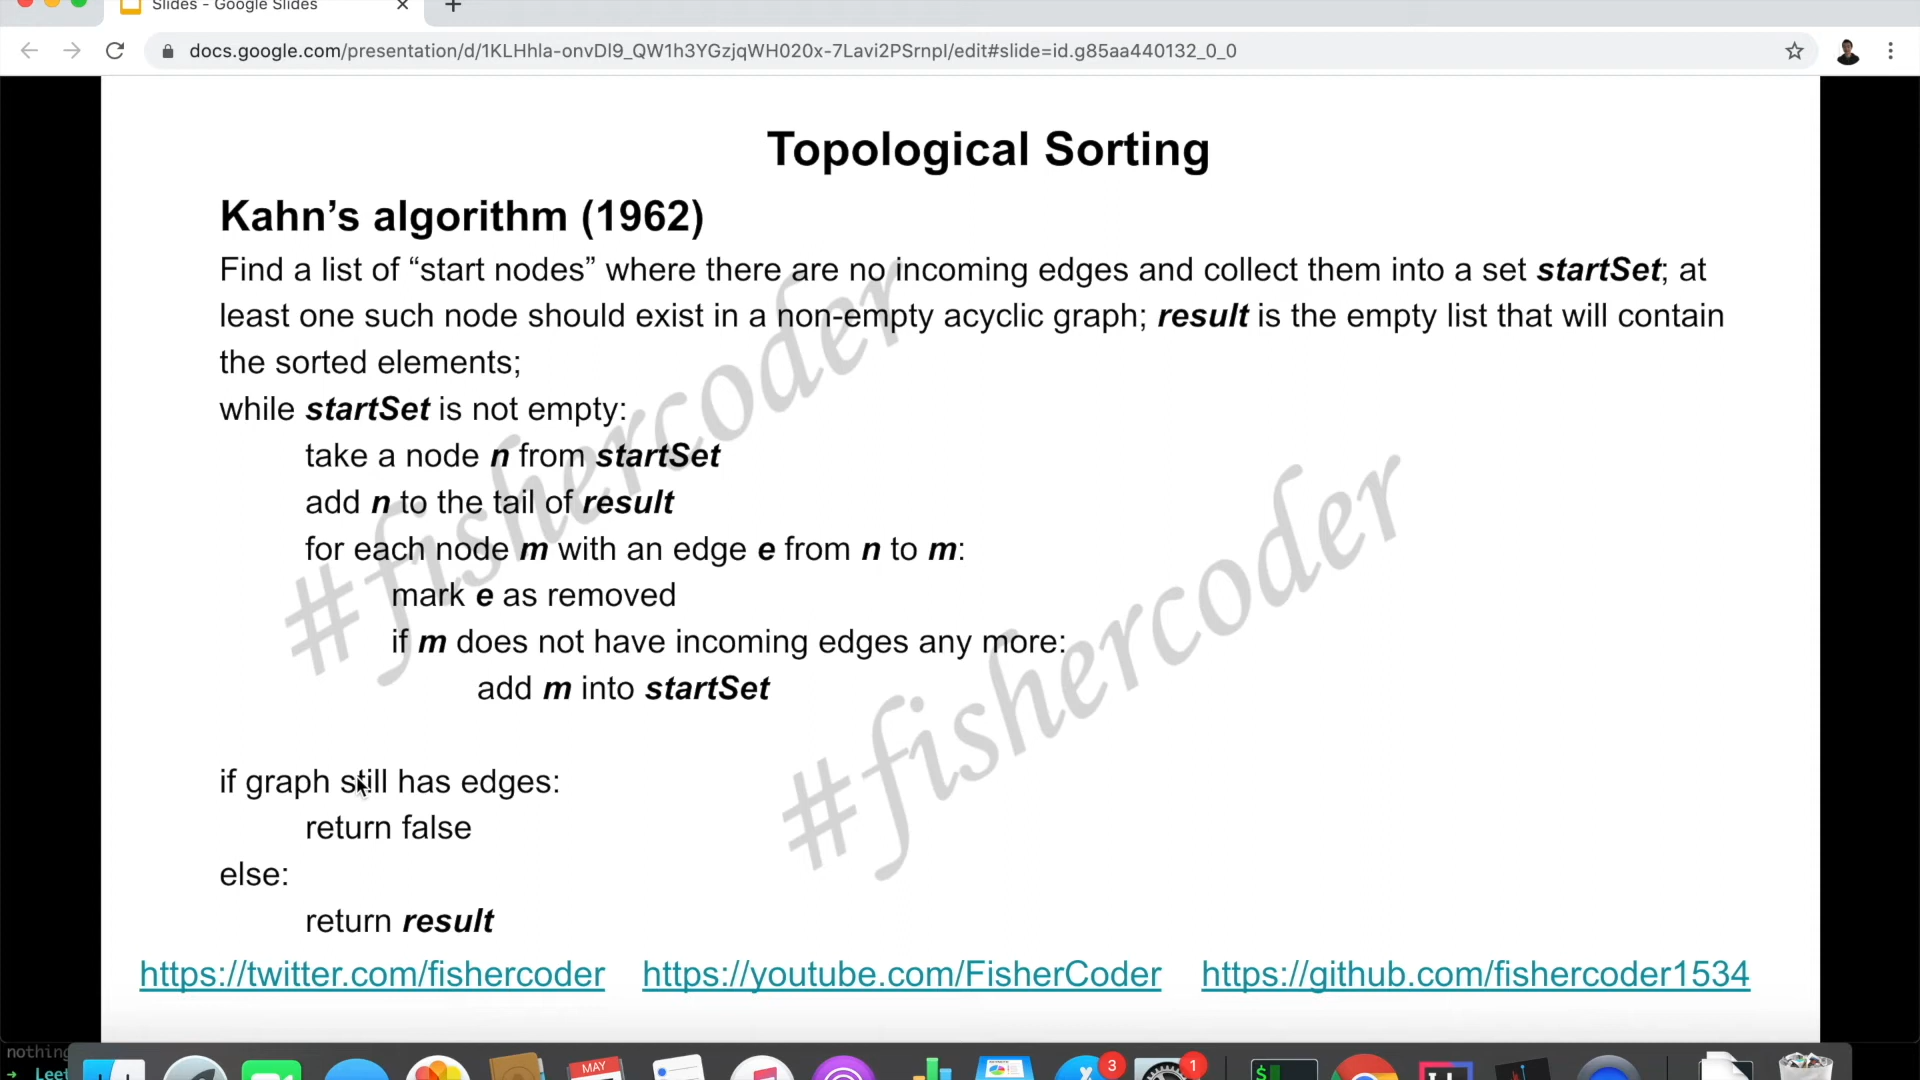 Slides - Google Slides
docs.google.com/presentation/d/1KLHhla-onvDl9_QW1h3YGzjqWH020x-7Lavi2PSrnpI/edit#slide=id.g85aa440132_0_0
Topological Sorting
Kahn’s algorithm (1962)
Find a list of “start nodes” where there are no incoming edges and collect them into a set startSet; at
least one such node should exist in a non-empty acyclic graph; result is the empty list that will contain
the sorted elements;
while startSet is not empty:
take a node n from startSet
add n to the tail of result
for each node m with an edge e from n to m:
mark e as removed
if m does not have incoming edges any more:
add m into startSet
if graph still has edges:
return false
else:
return result
#fishercoder
#fishercoder
https://twitter.com/fishercoder https://youtube.com/FisherCoder https://github.com/fishercoder1534
nothing
Leet
MAY
3
1
$